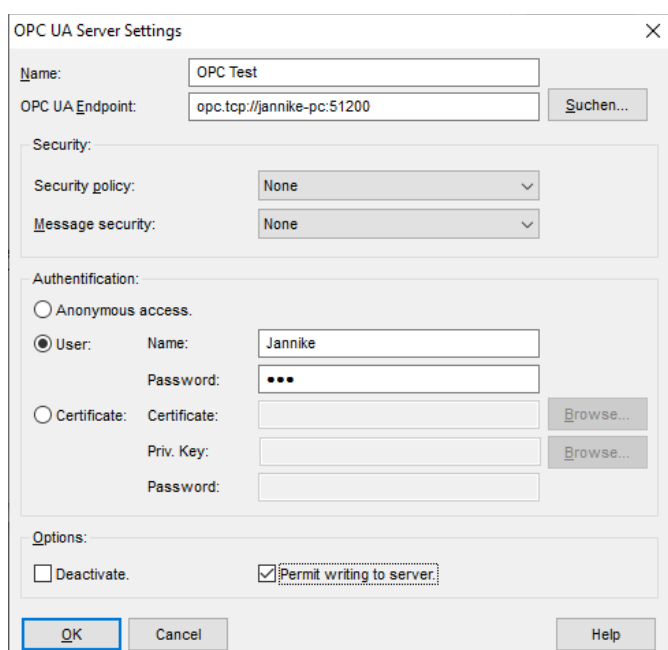 OPC UA Server Settings
Name: OPC Test
OPC UA Endpoint: opc.tcp://jannike-pc:51200 Suchen...
Security:
Security policy: None
Message security: None
Authentification:
Anonymous access.
User: Name: Jannike
Password: •••
Certificate: Certificate: Browse...
Priv. Key: Browse...
Password:
Options:
Deactivate. Permit writing to server.
OK Cancel Help